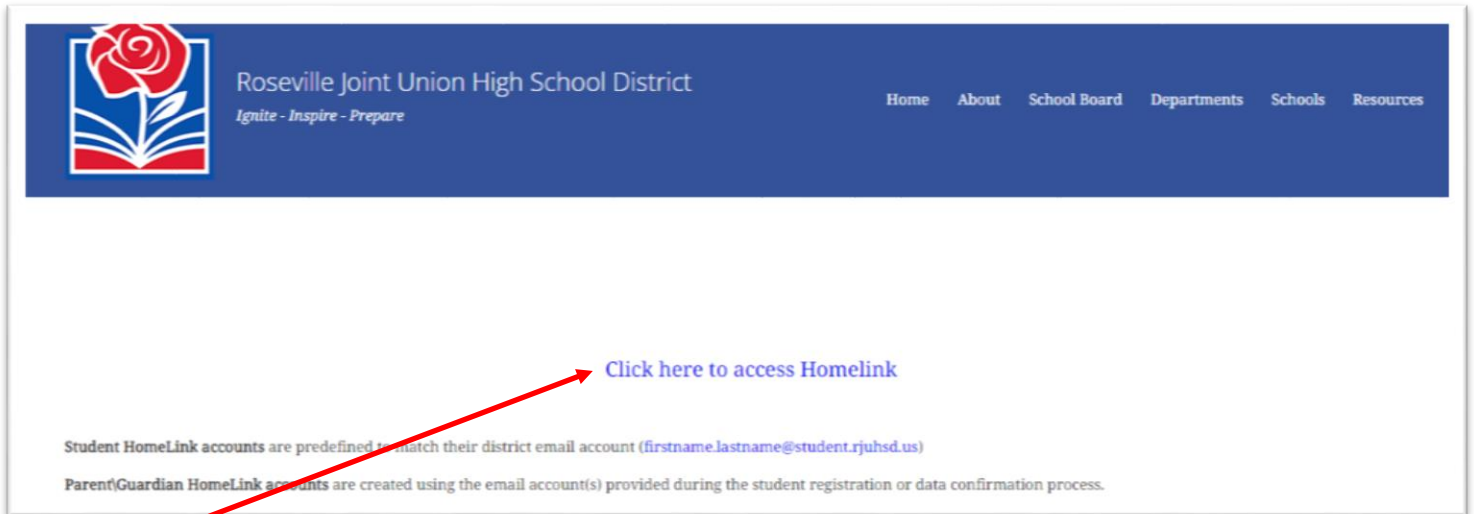 Roseville Joint Union High School District
Ignite - Inspire - Prepare
Home About School Board Departments Schools Resources
Click here to access Homelink
Student HomeLink accounts are predefined to match their district email account (firstname.lastname@student.rjuhsd.us)
Parent\Guardian HomeLink accounts are created using the email account(s) provided during the student registration or data confirmation process.